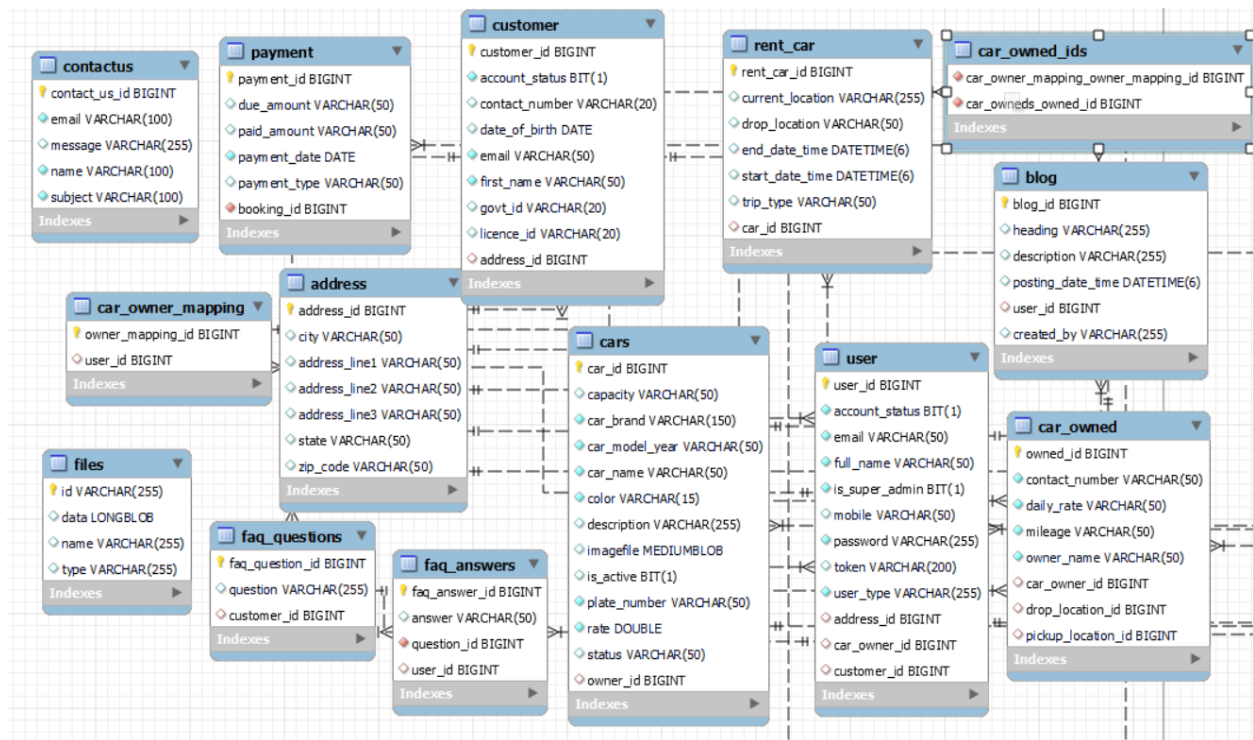 contactus
contact_us_id BIGINT
email VARCHAR(100)
message VARCHAR(255)
name VARCHAR(100)
subject VARCHAR(100)
Indexes
payment
payment_id BIGINT
due_amount VARCHAR(50)
paid_amount VARCHAR(50)
payment_date DATE
payment_type VARCHAR(50)
booking_id BIGINT
Indexes
customer
customer_id BIGINT
account_status BIT(1)
contact_number VARCHAR(20)
date_of_birth DATE
email VARCHAR(50)
first_name VARCHAR(50)
govt_id VARCHAR(20)
licence_id VARCHAR(20)
address_id BIGINT
Indexes
rent_car
rent_car_id BIGINT
current_location VARCHAR(255)
drop_location VARCHAR(50)
end_date_time DATETIME(6)
start_date_time DATETIME(6)
trip_type VARCHAR(50)
car_id BIGINT
Indexes
car_owned_ids
car_owner_mapping_owner_mapping_id BIGINT
car_owneds_owned_id BIGINT
Indexes
blog
blog_id BIGINT
heading VARCHAR(255)
description VARCHAR(255)
posting_date_time DATETIME(6)
user_id BIGINT
created_by VARCHAR(255)
Indexes
car_owner_mapping
owner_mapping_id BIGINT
user_id BIGINT
Indexes
address
address_id BIGINT
city VARCHAR(50)
address_line1 VARCHAR(50)
address_line2 VARCHAR(50)
address_line3 VARCHAR(50)
state VARCHAR(50)
zip_code VARCHAR(50)
Indexes
cars
car_id BIGINT
capacity VARCHAR(50)
car_brand VARCHAR(150)
car_model_year VARCHAR(50)
car_name VARCHAR(50)
color VARCHAR(15)
description VARCHAR(255)
imagefile MEDIUMBLOB
is_active BIT(1)
plate_number VARCHAR(50)
rate DOUBLE
status VARCHAR(50)
owner_id BIGINT
Indexes
user
user_id BIGINT
account_status BIT(1)
email VARCHAR(50)
full_name VARCHAR(50)
is_super_admin BIT(1)
mobile VARCHAR(50)
password VARCHAR(255)
token VARCHAR(200)
user_type VARCHAR(255)
address_id BIGINT
car_owner_id BIGINT
customer_id BIGINT
Indexes
car_owned
owned_id BIGINT
contact_number VARCHAR(50)
daily_rate VARCHAR(50)
mileage VARCHAR(50)
owner_name VARCHAR(50)
car_owner_id BIGINT
drop_location_id BIGINT
pickup_location_id BIGINT
Indexes
files
id VARCHAR(255)
data LONGBLOB
name VARCHAR(255)
type VARCHAR(255)
Indexes
faq_questions
faq_question_id BIGINT
question VARCHAR(255)
customer_id BIGINT
Indexes
faq_answers
faq_answer_id BIGINT
answer VARCHAR(50)
question_id BIGINT
user_id BIGINT
Indexes